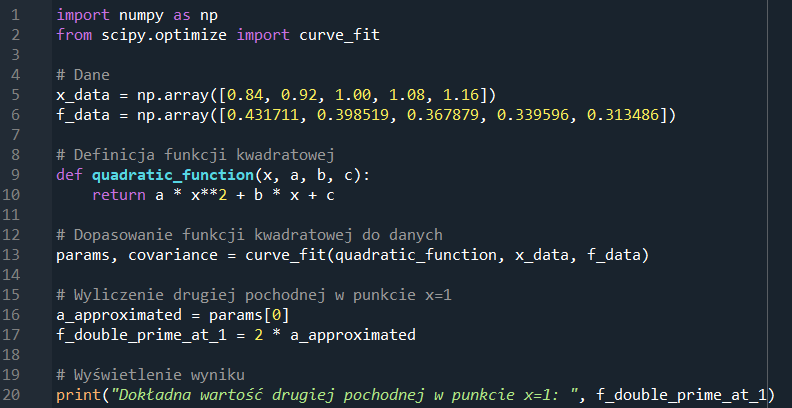 1 import numpy as np
2 from scipy.optimize import curve_fit
3
4 # Dane
5 x_data = np.array([0.84, 0.92, 1.00, 1.08, 1.16])
6 f_data = np.array([0.431711, 0.398519, 0.367879, 0.339596, 0.313486])
7
8 # Definicja funkcji kwadratowej
9 def quadratic_function(x, a, b, c):
10     return a * x**2 + b * x + c
11
12 # Dopasowanie funkcji kwadratowej do danych
13 params, covariance = curve_fit(quadratic_function, x_data, f_data)
14
15 # Wyliczenie drugiej pochodnej w punkcie x=1
16 a_approximated = params[0]
17 f_double_prime_at_1 = 2 * a_approximated
18
19 # Wyświetlenie wyniku
20 print("Dokładna wartość drugiej pochodnej w punkcie x=1: ", f_double_prime_at_1)